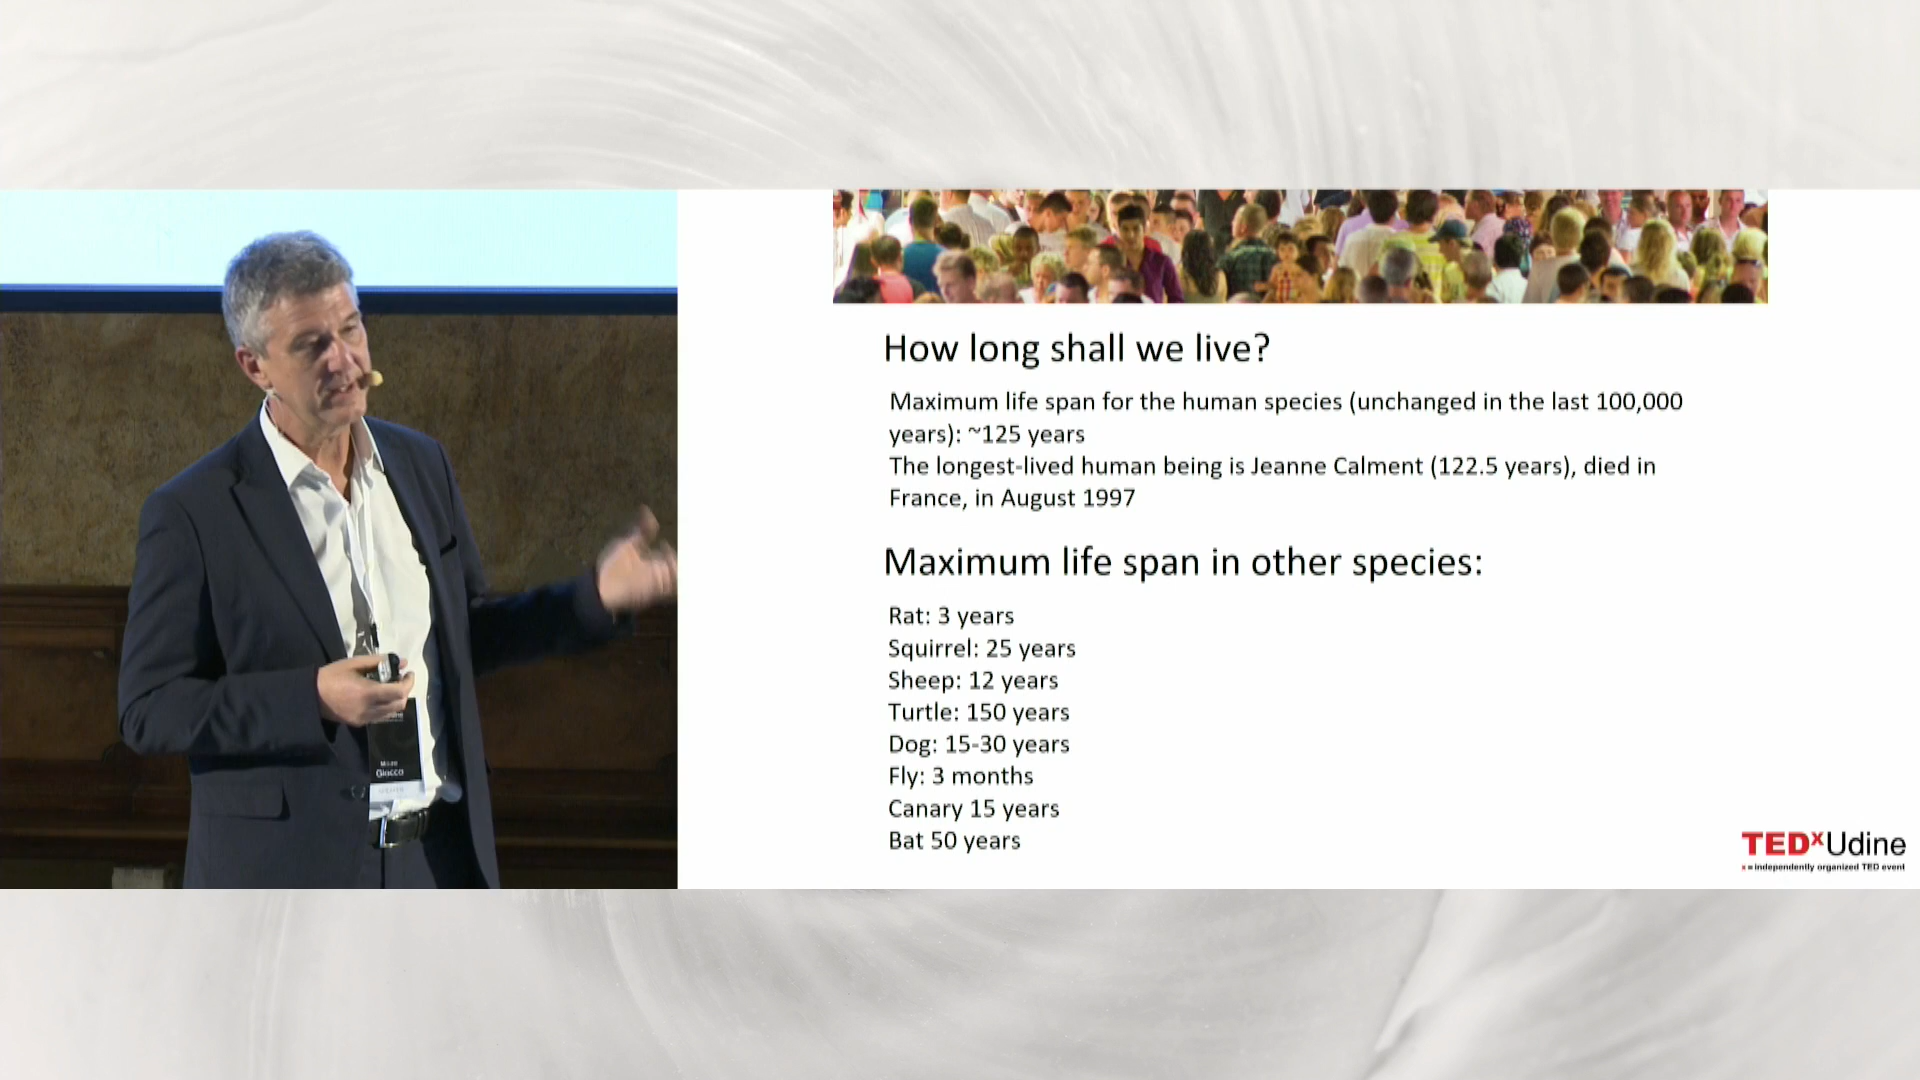 How long shall we live?
Maximum life span for the human species (unchanged in the last 100,000
years): ~125 years
The longest-lived human being is Jeanne Calment (122.5 years), died in
France, in August 1997
Maximum life span in other species:
Rat: 3 years
Squirrel: 25 years
Sheep: 12 years
Turtle: 150 years
Dog: 15-30 years
Fly: 3 months
Canary 15 years
Bat 50 years
TEDxUdine
x = independently organized TED event
Giacca